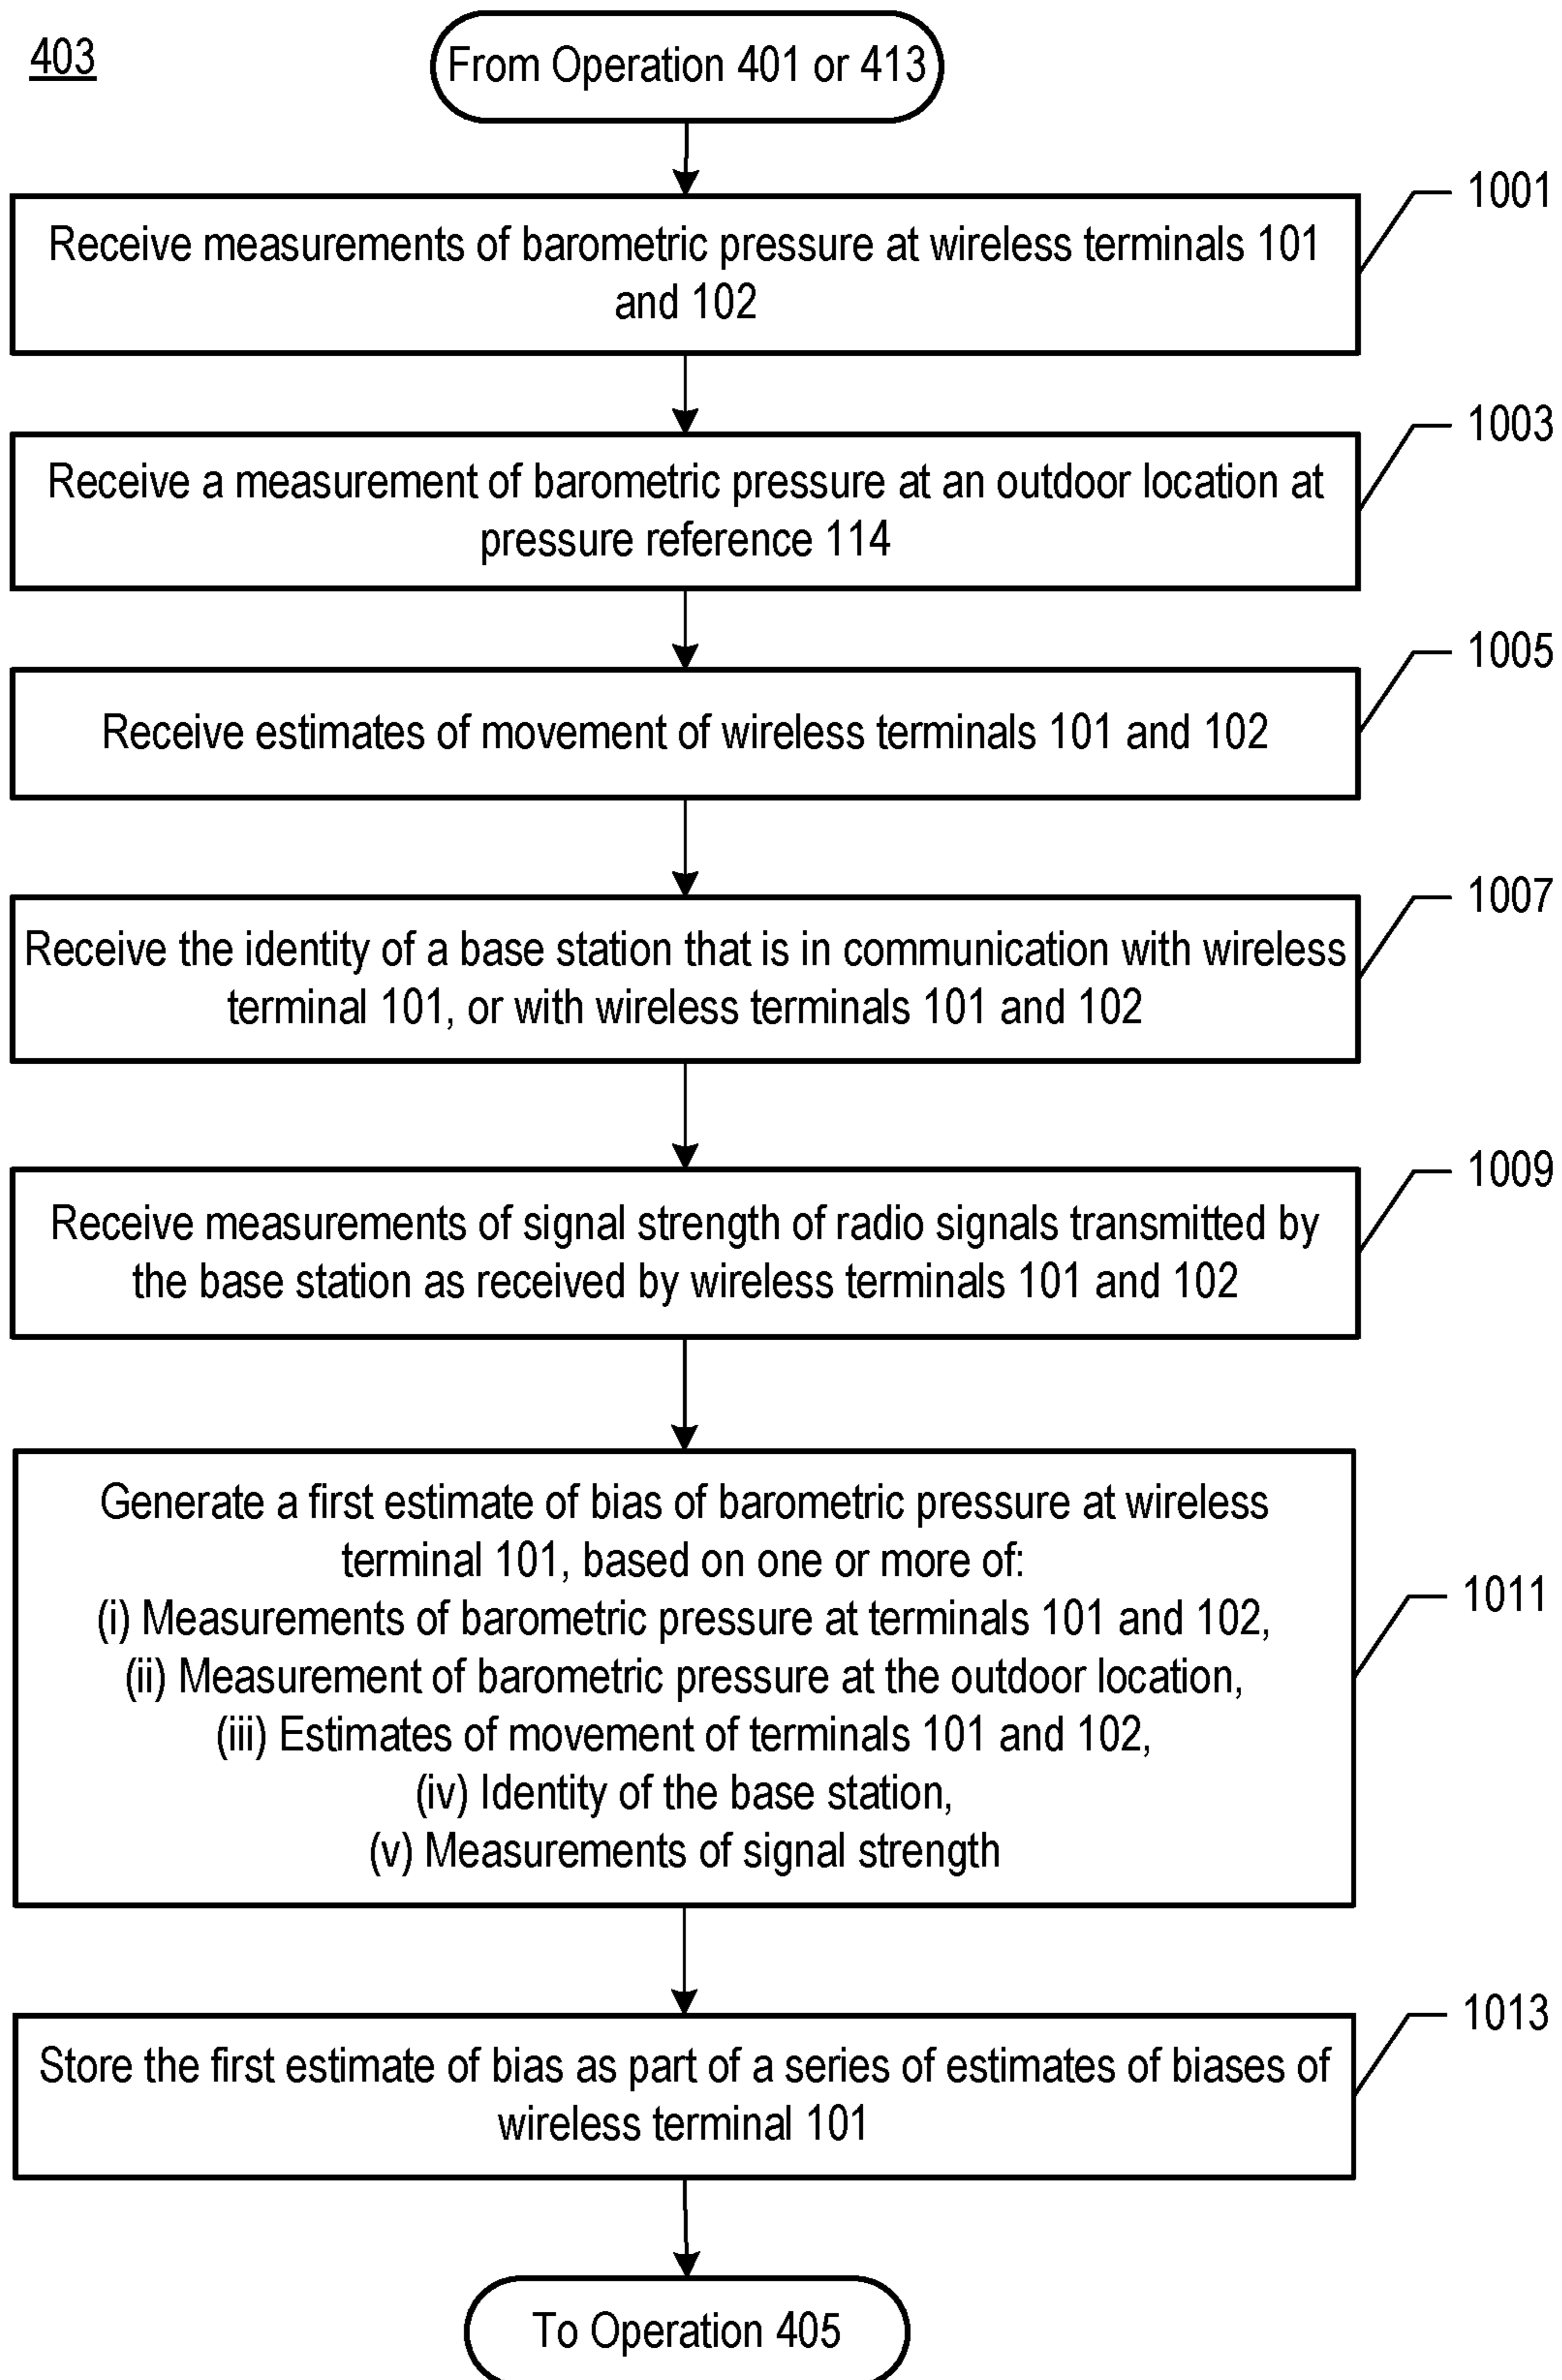 403
From Operation 401 or 413
1001
Receive measurements of barometric pressure at wireless terminals 101
and 102
1003
Receive a measurement of barometric pressure at an outdoor location at
pressure reference 114
1005
Receive estimates of movement of wireless terminals 101 and 102
1007
Receive the identity of a base station that is in communication with wireless
terminal 101, or with wireless terminals 101 and 102
1009
Receive measurements of signal strength of radio signals transmitted by
the base station as received by wireless terminals 101 and 102
Generate a first estimate of bias of barometric pressure at wireless
terminal 101, based on one or more of:
1011
(i) Measurements of barometric pressure at terminals 101 and 102,
(ii) Measurement of barometric pressure at the outdoor location,
(iii) Estimates of movement of terminals 101 and 102,
(iv) Identity of the base station,
(v) Measurements of signal strength
1013
Store the first estimate of bias as part of a series of estimates of biases of
wireless terminal 101
To Operation 405